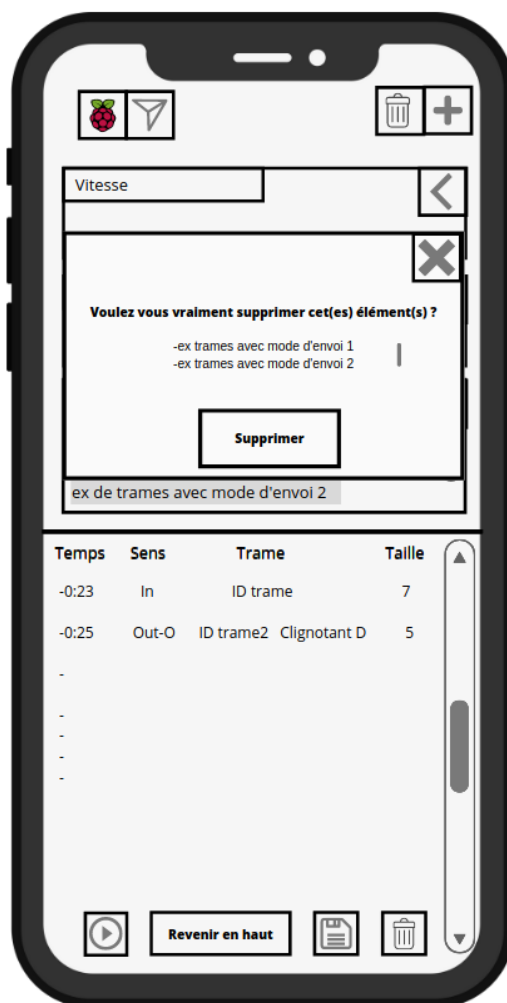 Vitesse
Voulez vous vraiment supprimer cet(es) élément(s) ?
-ex trames avec mode d'envoi 1
-ex trames avec mode d'envoi 2
Supprimer
ex de trames avec mode d'envoi 2
Temps Sens Trame Taille
-0:23 In ID trame 7
-0:25 Out-O ID trame2 Clignotant D 5
-
-
-
-
-
Revenir en haut